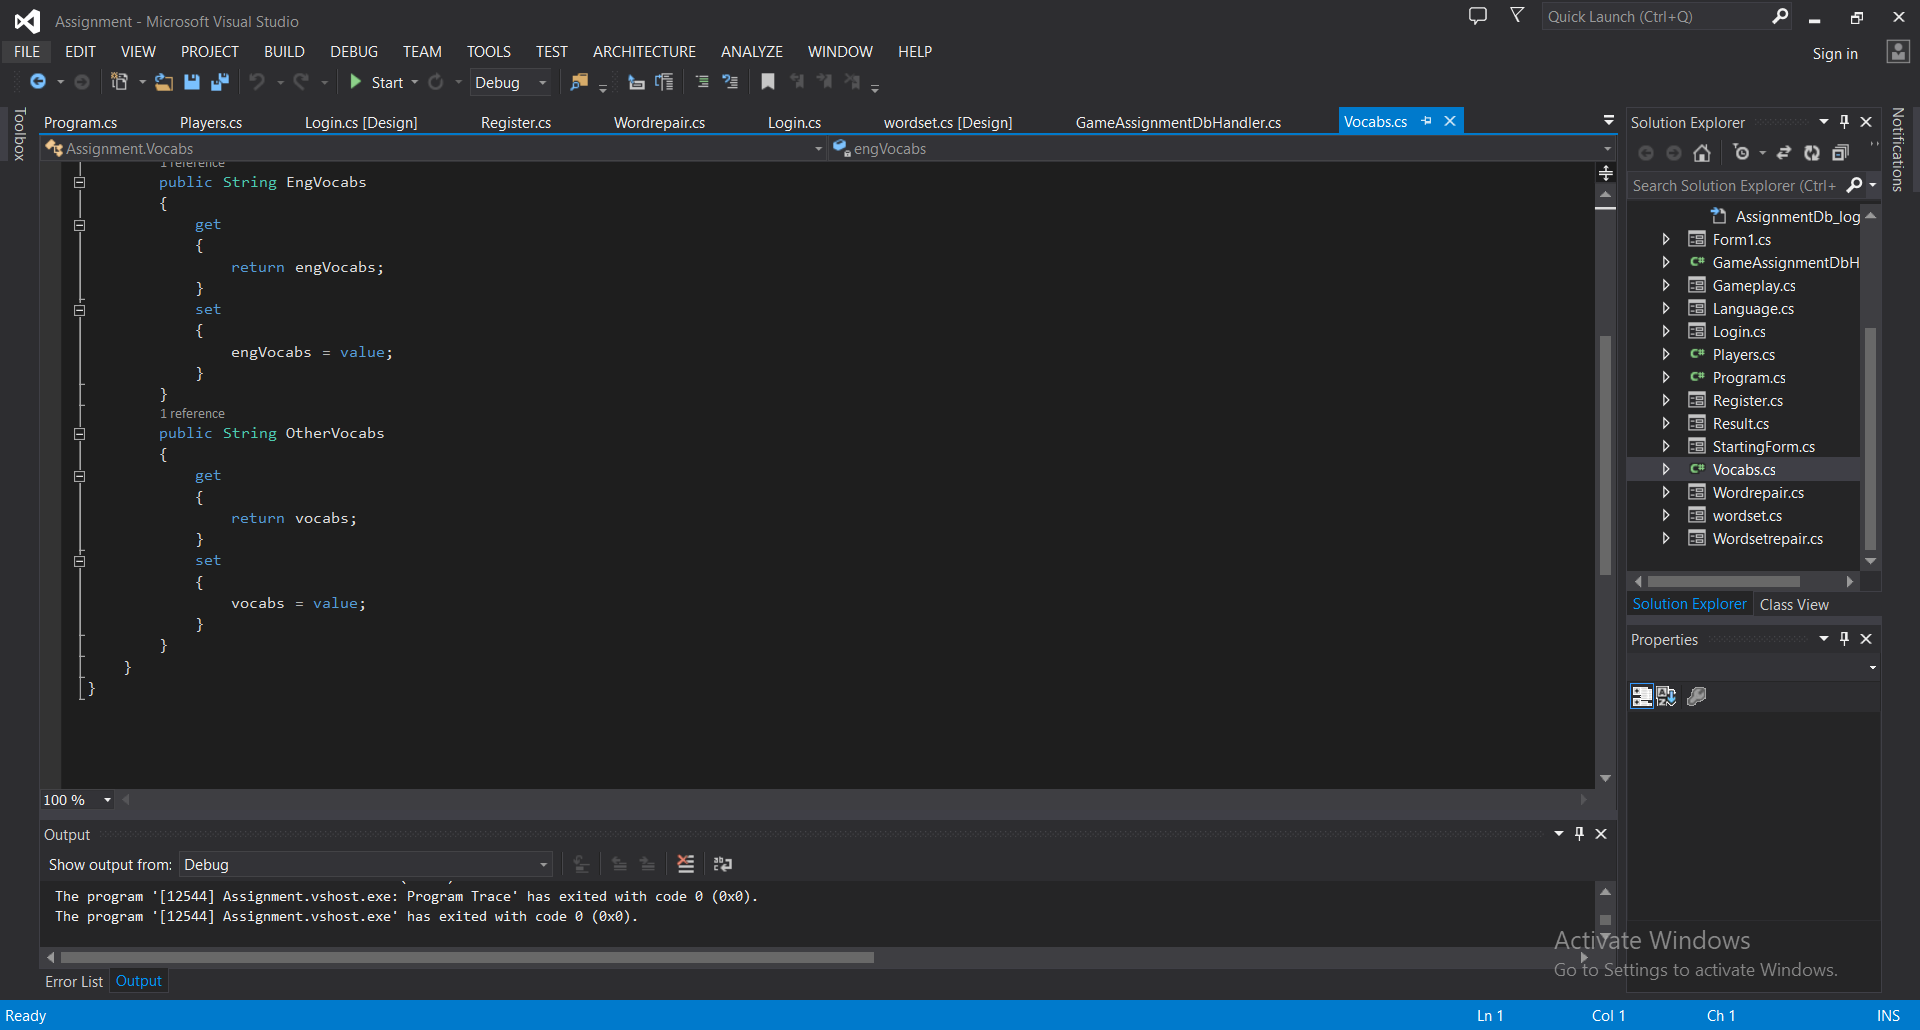 Assignment - Microsoft Visual Studio
Quick Launch (Ctrl+Q)
FILE EDIT VIEW PROJECT BUILD DEBUG TEAM TOOLS TEST ARCHITECTURE ANALYZE WINDOW HELP
Sign in
Start Debug
Toolbox
Program.cs Players.cs Login.cs [Design] Register.cs Wordrepair.cs Login.cs wordset.cs [Design] GameAssignmentDbHandler.cs Vocabs.cs
Assignment.Vocabs engVocabs
1 reference
public String EngVocabs
{
get
{
return engVocabs;
}
set
{
engVocabs = value;
}
}
1 reference
public String OtherVocabs
{
get
{
return vocabs;
}
set
{
vocabs = value;
}
}
}
}
100 %
Output
Show output from: Debug
The program '[12544] Assignment.vshost.exe: Program Trace' has exited with code 0 (0x0).
The program '[12544] Assignment.vshost.exe' has exited with code 0 (0x0).
Error List Output
Solution Explorer
Search Solution Explorer (Ctrl+
AssignmentDb_log
Form1.cs
C# GameAssignmentDbH
Gameplay.cs
Language.cs
Login.cs
C# Players.cs
C# Program.cs
Register.cs
Result.cs
StartingForm.cs
C# Vocabs.cs
Wordrepair.cs
wordset.cs
Wordsetrepair.cs
Solution Explorer Class View
Properties
Notifications
Activate Windows
Go to Settings to activate Windows.
Ready Ln 1 Col 1 Ch 1 INS